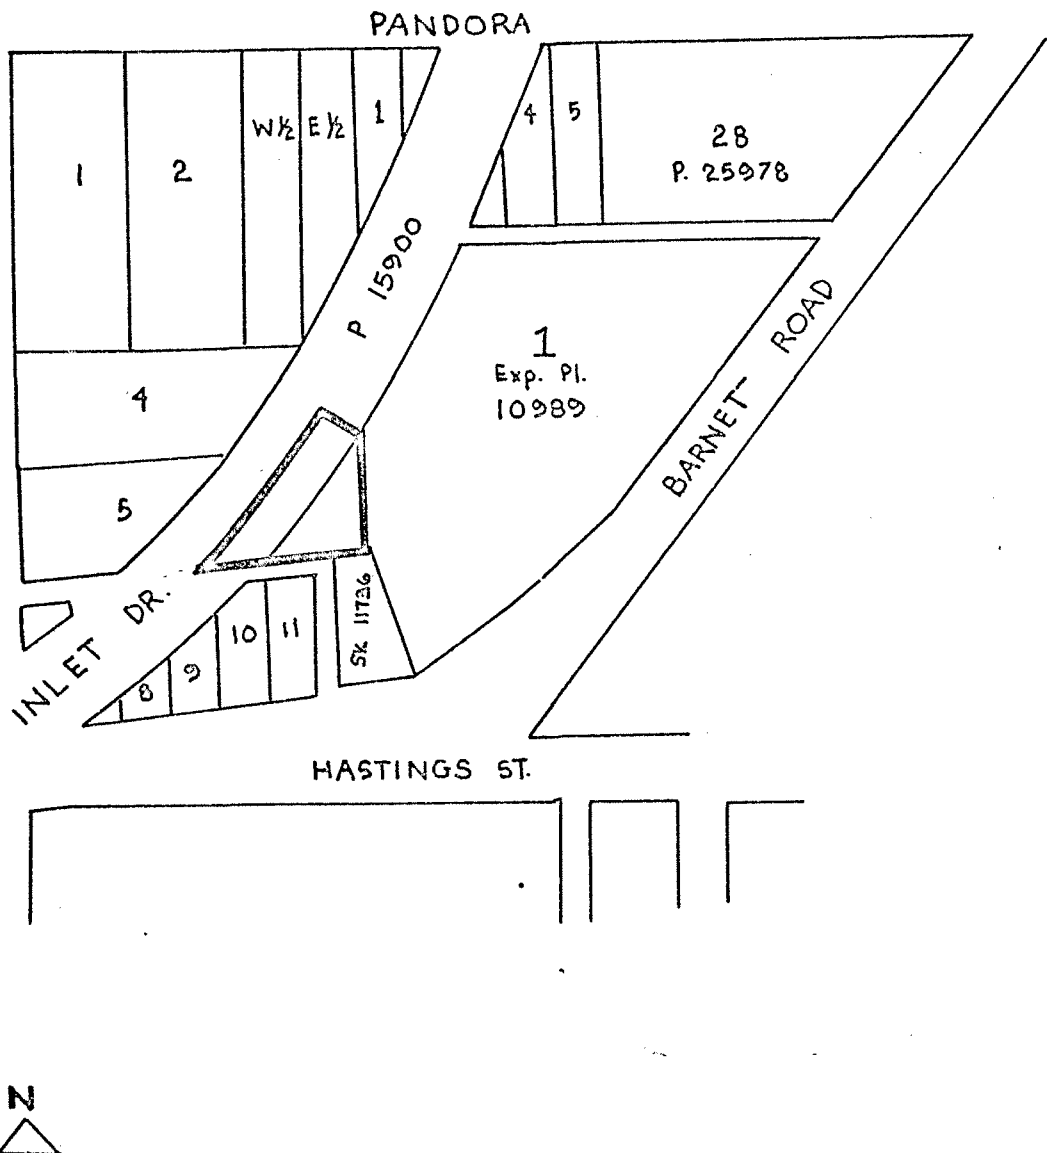 PANDORA
1
2
W½
E½
1
4
5
28
P. 25978
P 15900
1
Exp. Pl.
10989
BARNET ROAD
4
5
INLET DR.
8
9
10
11
SK 11736
HASTINGS ST.
N